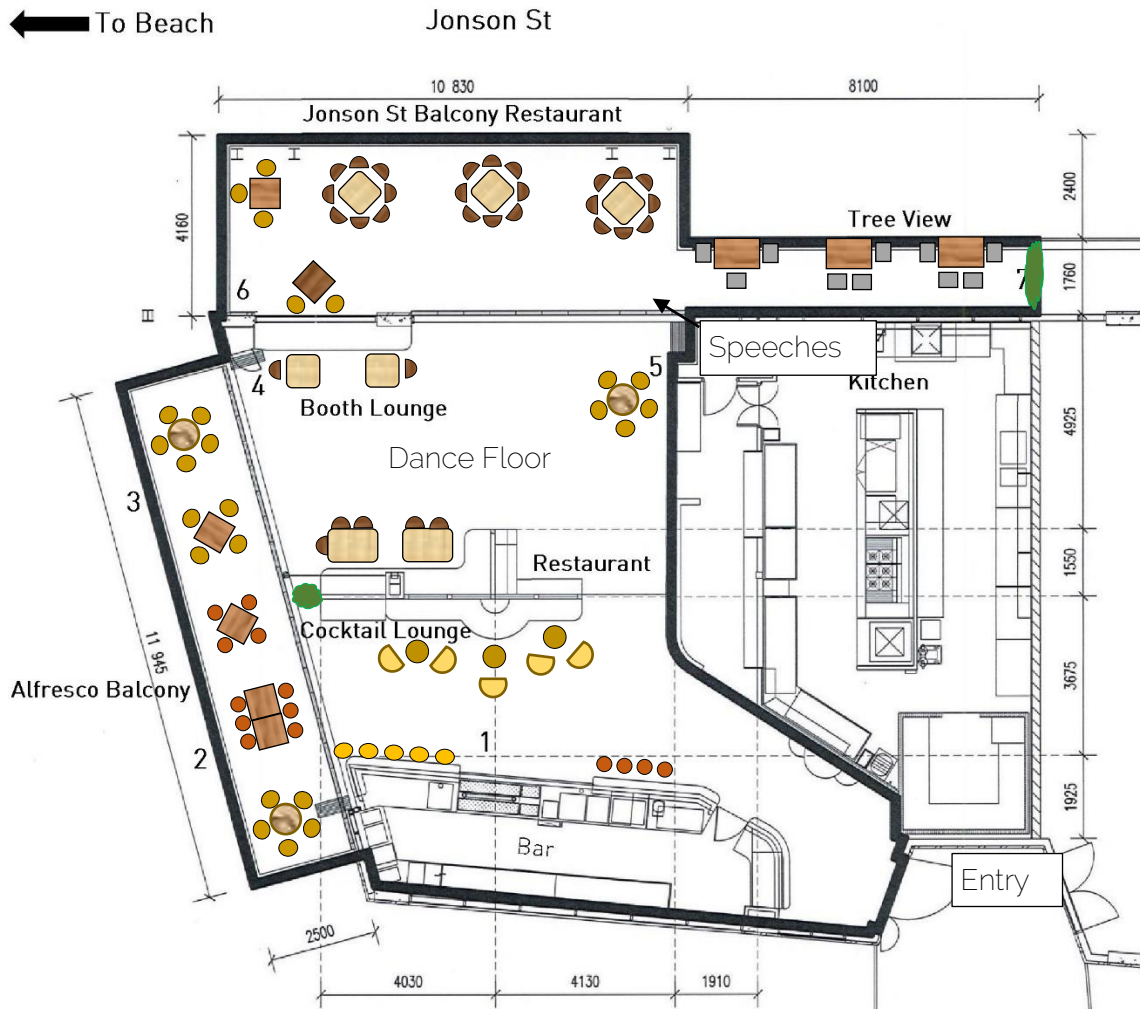 To Beach
Jonson St
10 830
8100
Jonson St Balcony Restaurant
2400
Tree View
4160
1760
6
7
Speeches
5
4
Kitchen
Booth Lounge
4925
Dance Floor
3
Restaurant
1550
Cocktail Lounge
11 945
3675
Alfresco Balcony
1
2
1925
Bar
Entry
2500
4030
4130
1910